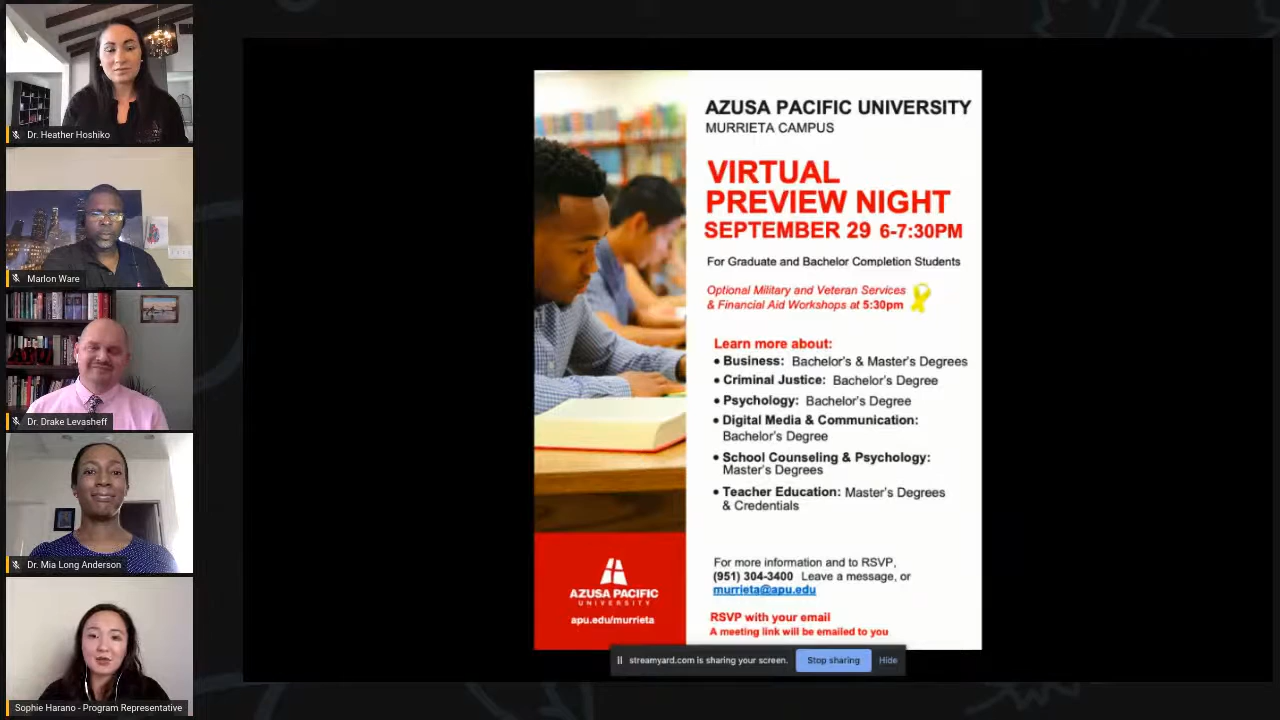 Dr. Heather Hoshiko
Marlon Ware
Dr. Drake Levasheff
Dr. Mia Long Anderson
Sophie Harano - Program Representative
AZUSA PACIFIC UNIVERSITY
MURRIETA CAMPUS
VIRTUAL
PREVIEW NIGHT
SEPTEMBER 29 6-7:30PM
For Graduate and Bachelor Completion Students
Optional Military and Veteran Services
& Financial Aid Workshops at 5:30pm
Learn more about:
• Business: Bachelor's & Master's Degrees
• Criminal Justice: Bachelor's Degree
• Psychology: Bachelor's Degree
• Digital Media & Communication:
Bachelor's Degree
• School Counseling & Psychology:
Master's Degrees
• Teacher Education: Master's Degrees
& Credentials
For more information and to RSVP,
(951) 304-3400 Leave a message, or
murrieta@apu.edu
RSVP with your email
A meeting link will be emailed to you
AZUSA PACIFIC
UNIVERSITY
apu.edu/murrieta
streamyard.com is sharing your screen.
Stop sharing
Hide